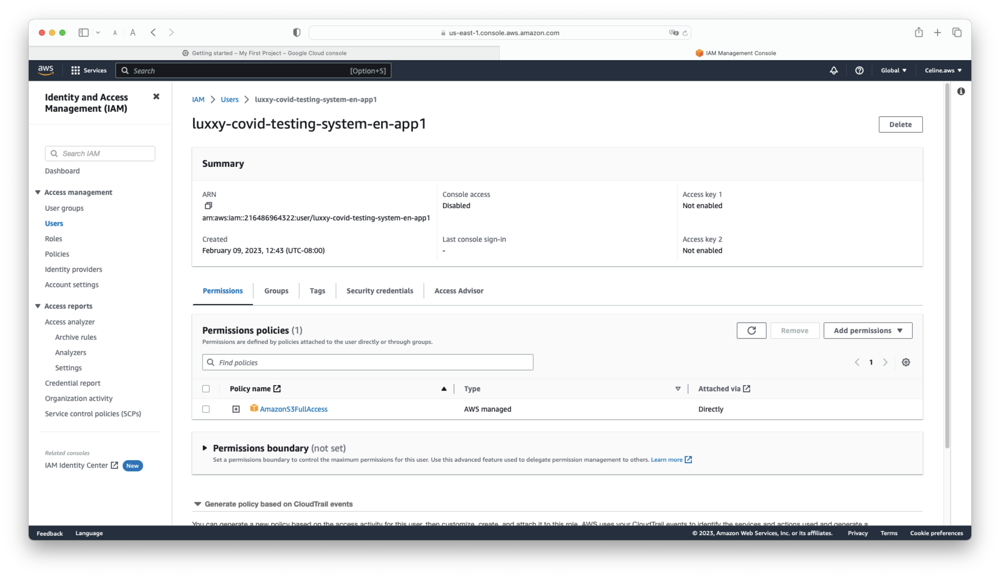 us-east-1.console.aws.amazon.com
Getting started – My First Project – Google Cloud console
IAM Management Console
aws
Services
Search
[Option+S]
Global
Celine.aws
Identity and Access Management (IAM)
Search IAM
Dashboard
Access management
User groups
Users
Roles
Policies
Identity providers
Account settings
Access reports
Access analyzer
Archive rules
Analyzers
Settings
Credential report
Organization activity
Service control policies (SCPs)
Related consoles
IAM Identity Center
New
IAM > Users > luxxy-covid-testing-system-en-app1
luxxy-covid-testing-system-en-app1
Delete
Summary
ARN
arn:aws:iam::216486964322:user/luxxy-covid-testing-system-en-app1
Console access
Disabled
Access key 1
Not enabled
Created
February 09, 2023, 12:43 (UTC-08:00)
Last console sign-in
-
Access key 2
Not enabled
Permissions
Groups
Tags
Security credentials
Access Advisor
Permissions policies (1)
Permissions are defined by policies attached to the user directly or through groups.
Remove
Add permissions
Find policies
1
Policy name
Type
Attached via
AmazonS3FullAccess
AWS managed
Directly
Permissions boundary (not set)
Set a permissions boundary to control the maximum permissions for this user. Use this advanced feature used to delegate permission management to others. Learn more
Generate policy based on CloudTrail events
You can generate a new policy based on the access activity for this user, then customize, create, and attach it to this role. AWS uses your CloudTrail events to identify the services and actions used and generate a
Feedback
Language
© 2023, Amazon Web Services, Inc. or its affiliates.
Privacy
Terms
Cookie preferences